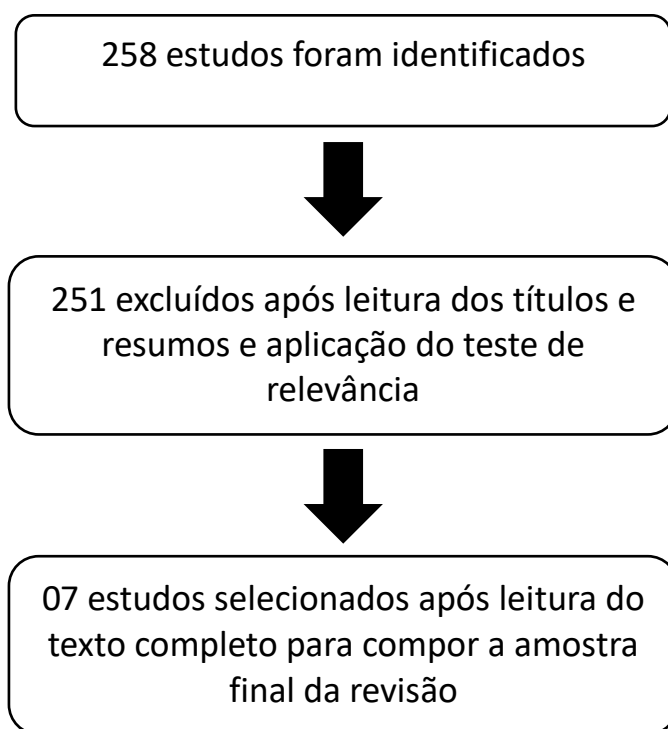 258 estudos foram identificados
251 excluídos após leitura dos títulos e
resumos e aplicação do teste de
relevância
07 estudos selecionados após leitura do
texto completo para compor a amostra
final da revisão